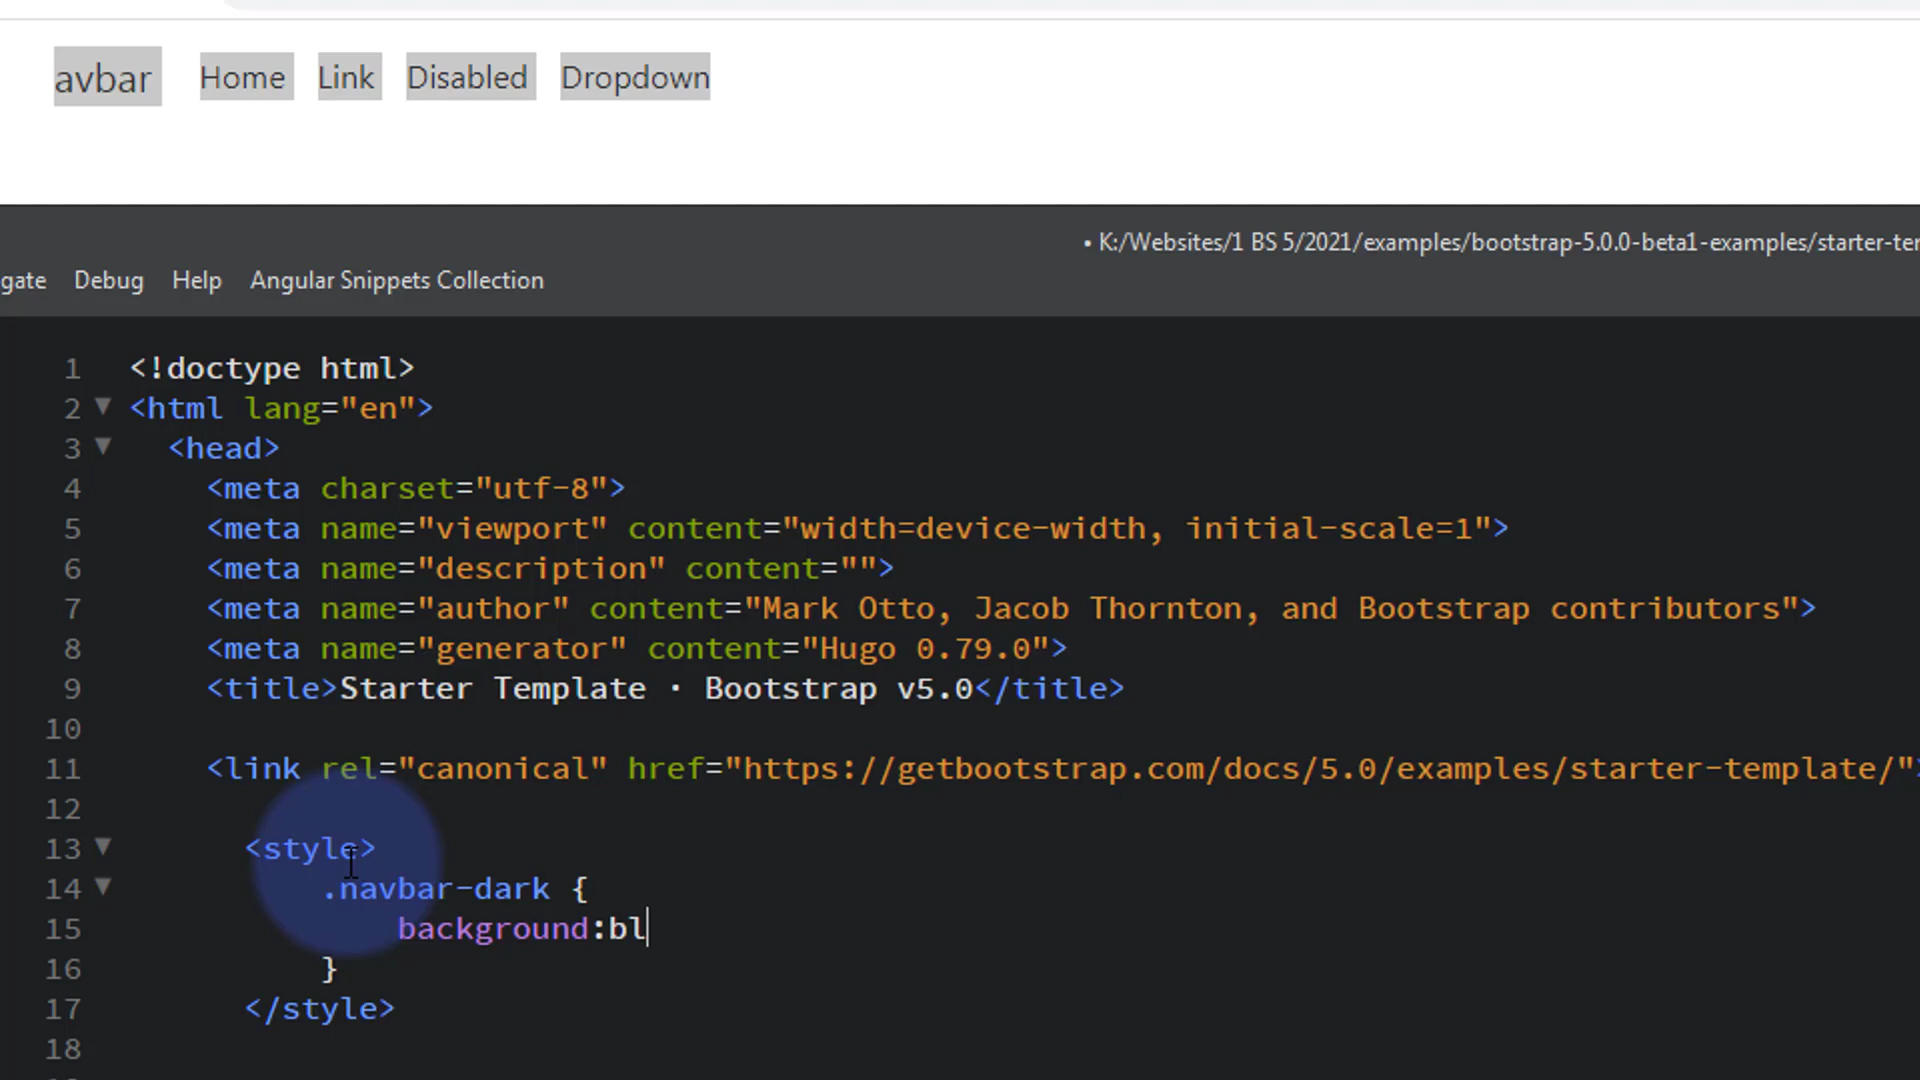 avbar Home Link Disabled Dropdown
• K:/Websites/1 BS 5/2021/examples/bootstrap-5.0.0-beta1-examples/starter-ter
gate Debug Help Angular Snippets Collection
1 <!doctype html>
2 <html lang="en">
3 <head>
4 <meta charset="utf-8">
5 <meta name="viewport" content="width=device-width, initial-scale=1">
6 <meta name="description" content="">
7 <meta name="author" content="Mark Otto, Jacob Thornton, and Bootstrap contributors">
8 <meta name="generator" content="Hugo 0.79.0">
9 <title>Starter Template · Bootstrap v5.0</title>
10
11 <link rel="canonical" href="https://getbootstrap.com/docs/5.0/examples/starter-template/">
12
13 <style>
14 .navbar-dark {
15 background:bl
16 }
17 </style>
18